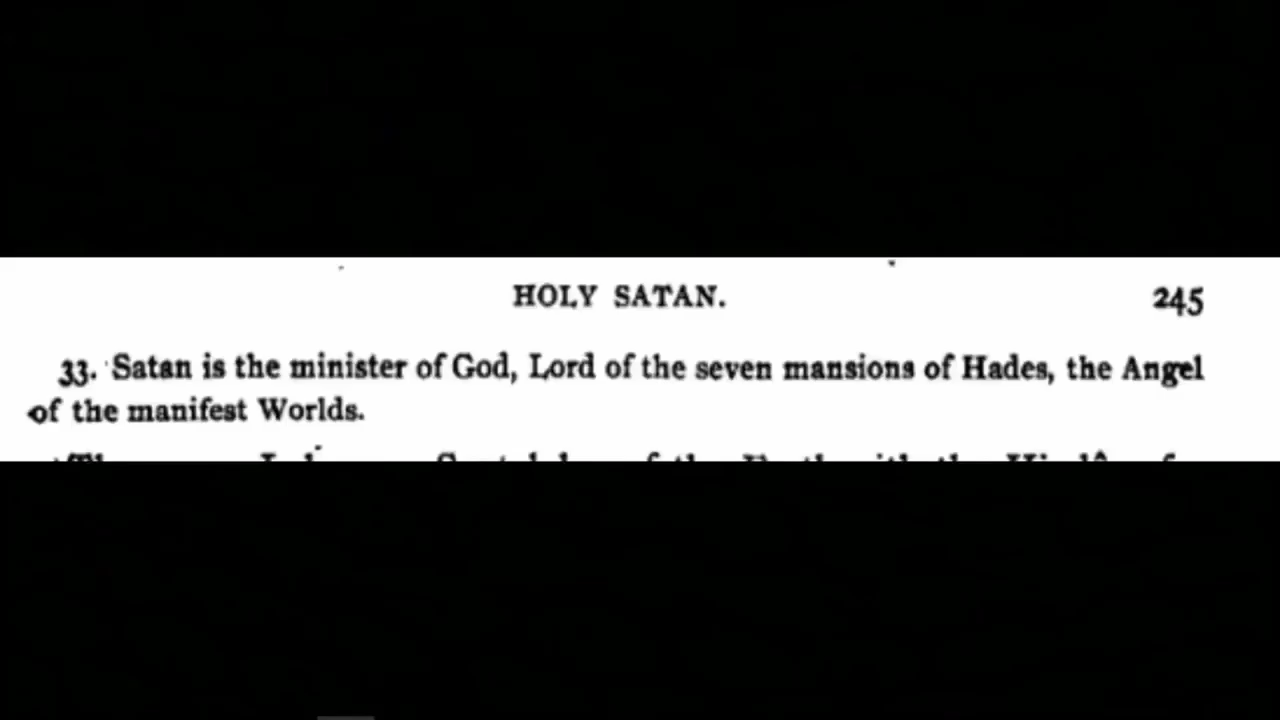 HOLY SATAN. 245
33. Satan is the minister of God, Lord of the seven mansions of Hades, the Angel
of the manifest Worlds.